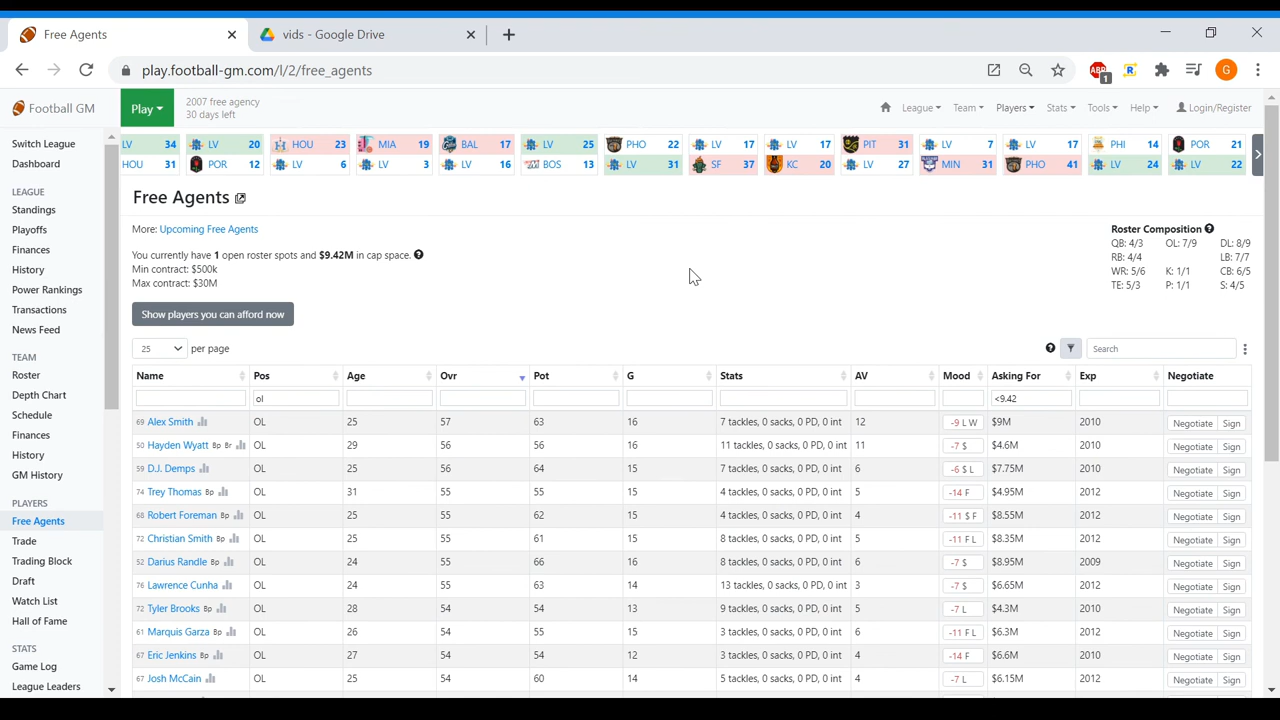 Free Agents
vids - Google Drive
play.football-gm.com/l/2/free_agents
ABP
1
R
G
Football GM
Play
2007 free agency
30 days left
League Team Players Stats Tools Help Login/Register
LV 34 LV 20 HOU 23 MIA 19 BAL 17 LV 25 PHO 22 LV 17 LV 17 PIT 31 LV 7 LV 17 PHI 14 POR 21
HOU 31 POR 12 LV 6 LV 3 LV 16 BOS 13 LV 31 SF 37 KC 20 LV 27 MIN 31 PHO 41 LV 24 LV 22
Switch League
Dashboard
LEAGUE
Standings
Playoffs
Finances
History
Power Rankings
Transactions
News Feed
TEAM
Roster
Depth Chart
Schedule
Finances
History
GM History
PLAYERS
Free Agents
Trade
Trading Block
Draft
Watch List
Hall of Fame
STATS
Game Log
League Leaders
Free Agents
More: Upcoming Free Agents
You currently have 1 open roster spots and $9.42M in cap space.
Min contract: $500k
Max contract: $30M
Show players you can afford now
Roster Composition
QB: 4/3 OL: 7/9 DL: 8/9
RB: 4/4 LB: 7/7
WR: 5/6 K: 1/1 CB: 6/5
TE: 5/3 P: 1/1 S: 4/5
25 per page
Search
Name Pos Age Ovr Pot G Stats AV Mood Asking For Exp Negotiate
ol <9.42
69 Alex Smith OL 25 57 63 16 7 tackles, 0 sacks, 0 PD, 0 int 12 -9 L W $9M 2010 Negotiate Sign
50 Hayden Wyatt Bp Br OL 29 56 56 16 11 tackles, 0 sacks, 0 PD, 0 int 11 -7 $ $4.6M 2010 Negotiate Sign
59 D.J. Demps OL 25 56 64 15 7 tackles, 0 sacks, 0 PD, 0 int 6 -6 $ L $7.75M 2010 Negotiate Sign
74 Trey Thomas Bp OL 31 55 55 15 4 tackles, 0 sacks, 0 PD, 0 int 5 -14 F $4.95M 2012 Negotiate Sign
68 Robert Foreman Bp OL 25 55 62 15 4 tackles, 0 sacks, 0 PD, 0 int 4 -11 $ F $8.55M 2012 Negotiate Sign
72 Christian Smith Bp OL 25 55 61 15 8 tackles, 0 sacks, 0 PD, 0 int 5 -11 F L $8.35M 2012 Negotiate Sign
52 Darius Randle Bp OL 24 55 66 16 8 tackles, 0 sacks, 0 PD, 0 int 6 -7 $ $8.95M 2009 Negotiate Sign
76 Lawrence Cunha OL 24 55 63 14 13 tackles, 0 sacks, 0 PD, 0 int 3 -7 $ $6.65M 2012 Negotiate Sign
72 Tyler Brooks Bp OL 28 54 54 13 9 tackles, 0 sacks, 0 PD, 0 int 5 -7 L $4.3M 2010 Negotiate Sign
61 Marquis Garza Bp OL 26 54 55 15 3 tackles, 0 sacks, 0 PD, 0 int 6 -11 F L $6.3M 2012 Negotiate Sign
67 Eric Jenkins Bp OL 27 54 54 12 3 tackles, 0 sacks, 0 PD, 0 int 4 -14 F $6.6M 2012 Negotiate Sign
67 Josh McCain OL 25 54 60 14 5 tackles, 0 sacks, 0 PD, 0 int 4 -7 L $6.15M 2012 Negotiate Sign